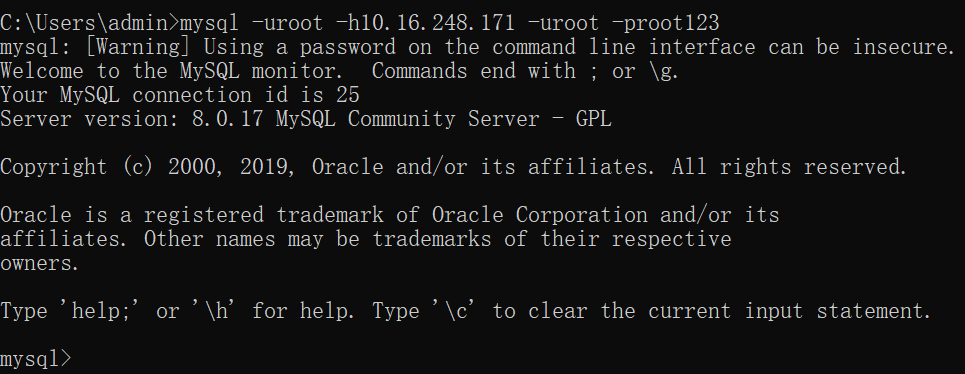 C:\Users\admin>mysql -uroot -h10.16.248.171 -uroot -proot123
mysql: [Warning] Using a password on the command line interface can be insecure.
Welcome to the MySQL monitor.  Commands end with ; or \g.
Your MySQL connection id is 25
Server version: 8.0.17 MySQL Community Server - GPL
Copyright (c) 2000, 2019, Oracle and/or its affiliates. All rights reserved.
Oracle is a registered trademark of Oracle Corporation and/or its
affiliates. Other names may be trademarks of their respective
owners.
Type 'help;' or '\h' for help. Type '\c' to clear the current input statement.
mysql>